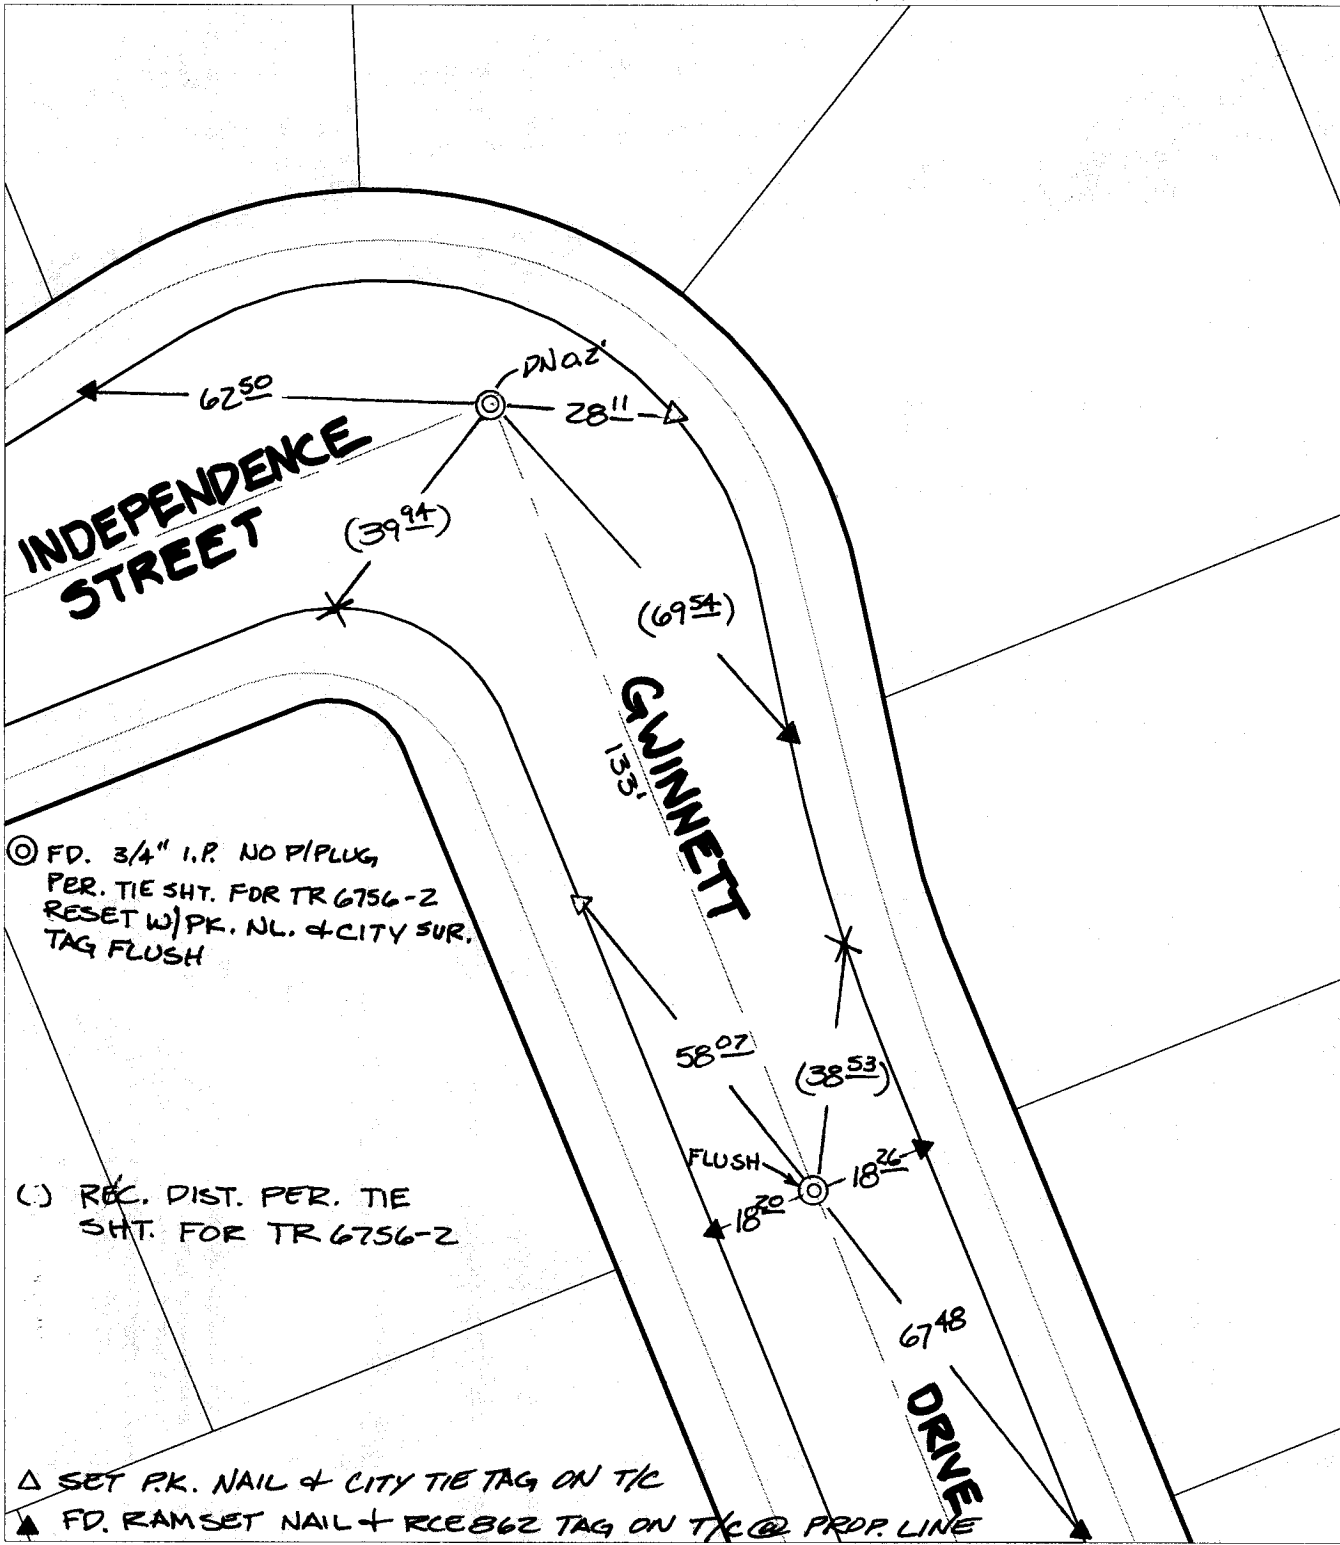 DN 0.2'
62 50
28 11
INDEPENDENCE
STREET
(39 94)
(69 54)
GWINNETT
133'
FD. 3/4" I.P. NO P/PLUG
PER. TIE SHT. FOR TR 6756-2
RESET W/PK. NL. & CITY SUR.
TAG FLUSH
58 07
(38 53)
FLUSH
18 26
18 20
( ) REC. DIST. PER. TIE
SHT. FOR TR 6756-2
67 48
DRIVE
SET P.K. NAIL & CITY TIE TAG ON T/C
FD. RAMSET NAIL + RCE862 TAG ON T/C @ PROP. LINE